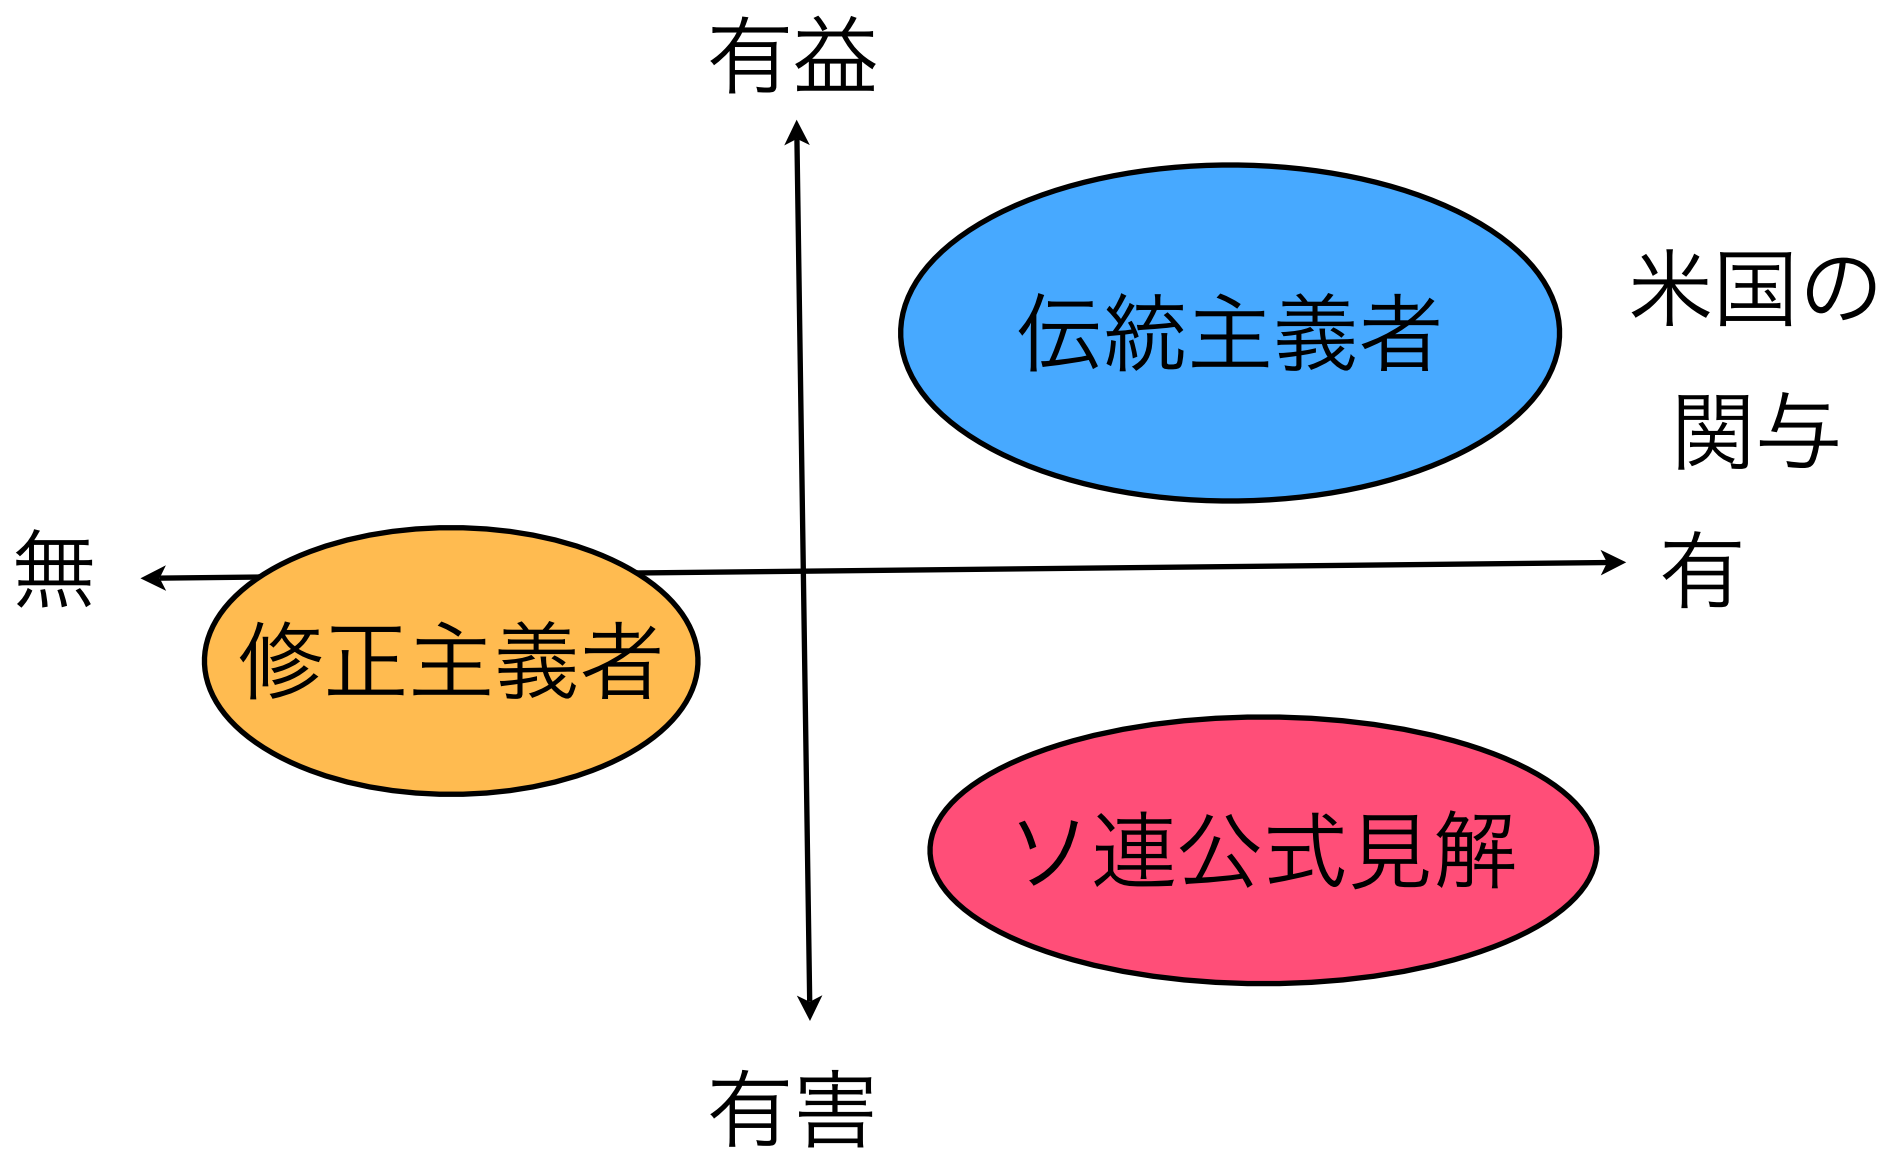 有益
伝統主義者
米国の
関与
有
無
修正主義者
ソ連公式見解
有害